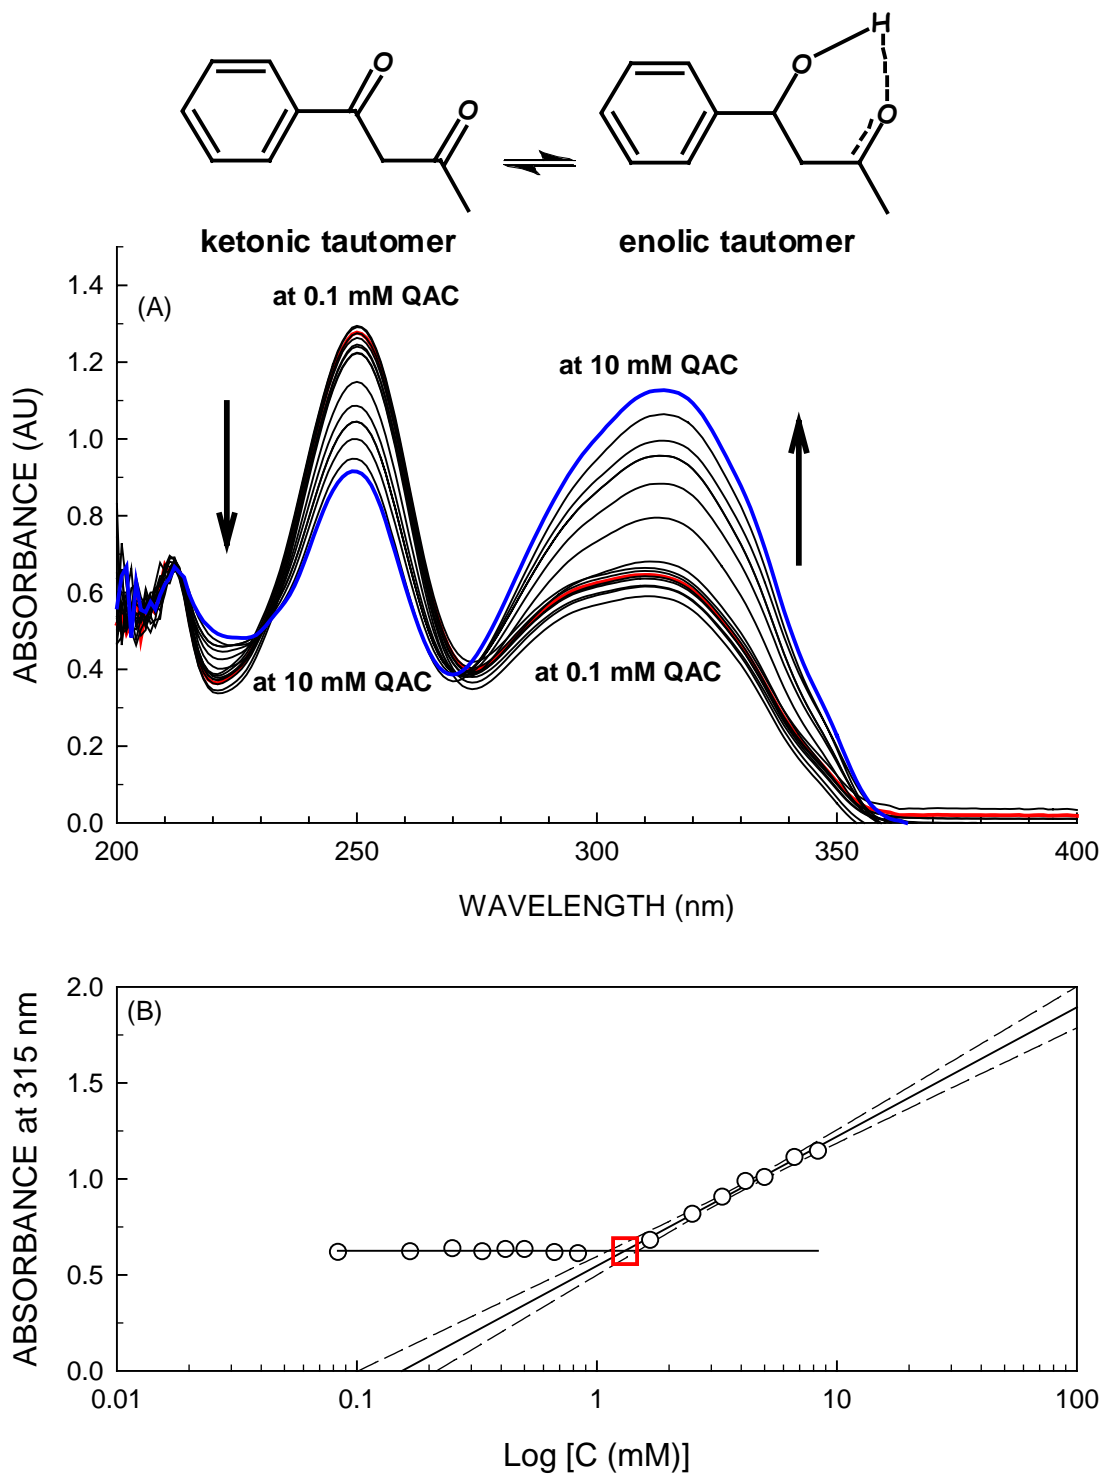 H
O
O
O
O
ketonic tautomer
enolic tautomer
1.4
(A)
at 0.1 mM QAC
1.2
at 10 mM QAC
1.0
0.8
0.6
0.4
at 10 mM QAC
at 0.1 mM QAC
0.2
0.0
200
250
300
350
400
ABSORBANCE (AU)
WAVELENGTH (nm)
2.0
(B)
1.5
1.0
0.5
0.0
0.01
0.1
1
10
100
ABSORBANCE at 315 nm
Log [C (mM)]